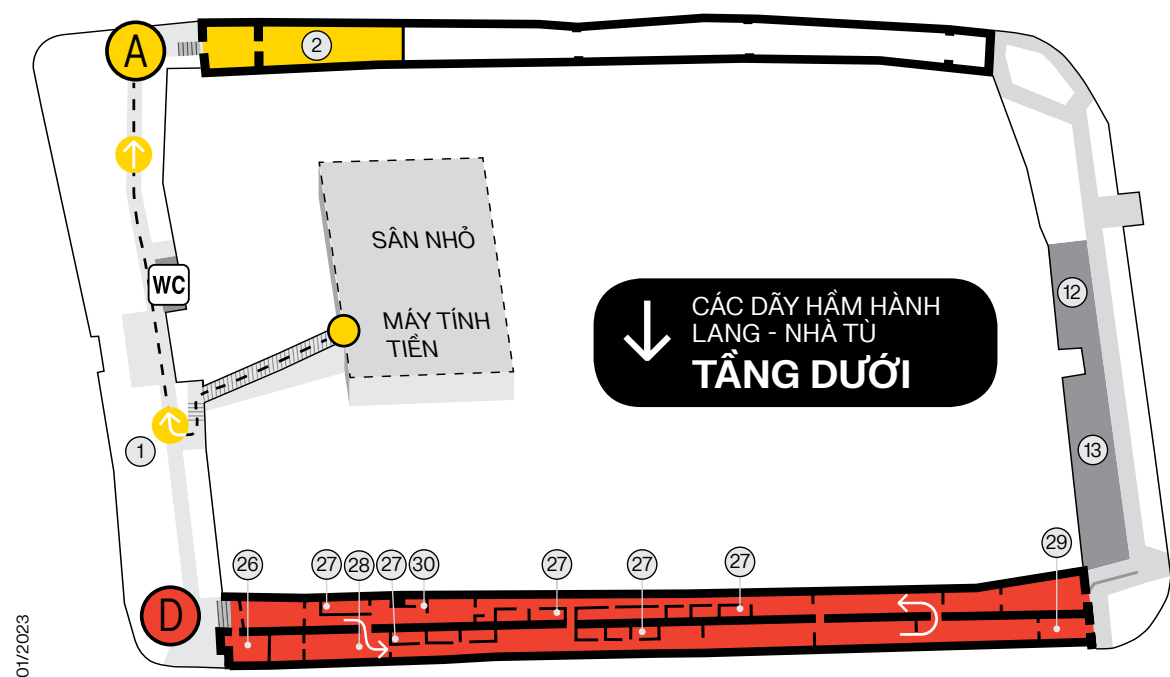 A
2
SÂN NHỎ
WC
MÁY TÍNH
TIỀN
CÁC DÃY HẦM HÀNH
LANG - NHÀ TÙ
TẦNG DƯỚI
12
1
13
26
27
28
27
30
27
27
27
29
D
01/2023